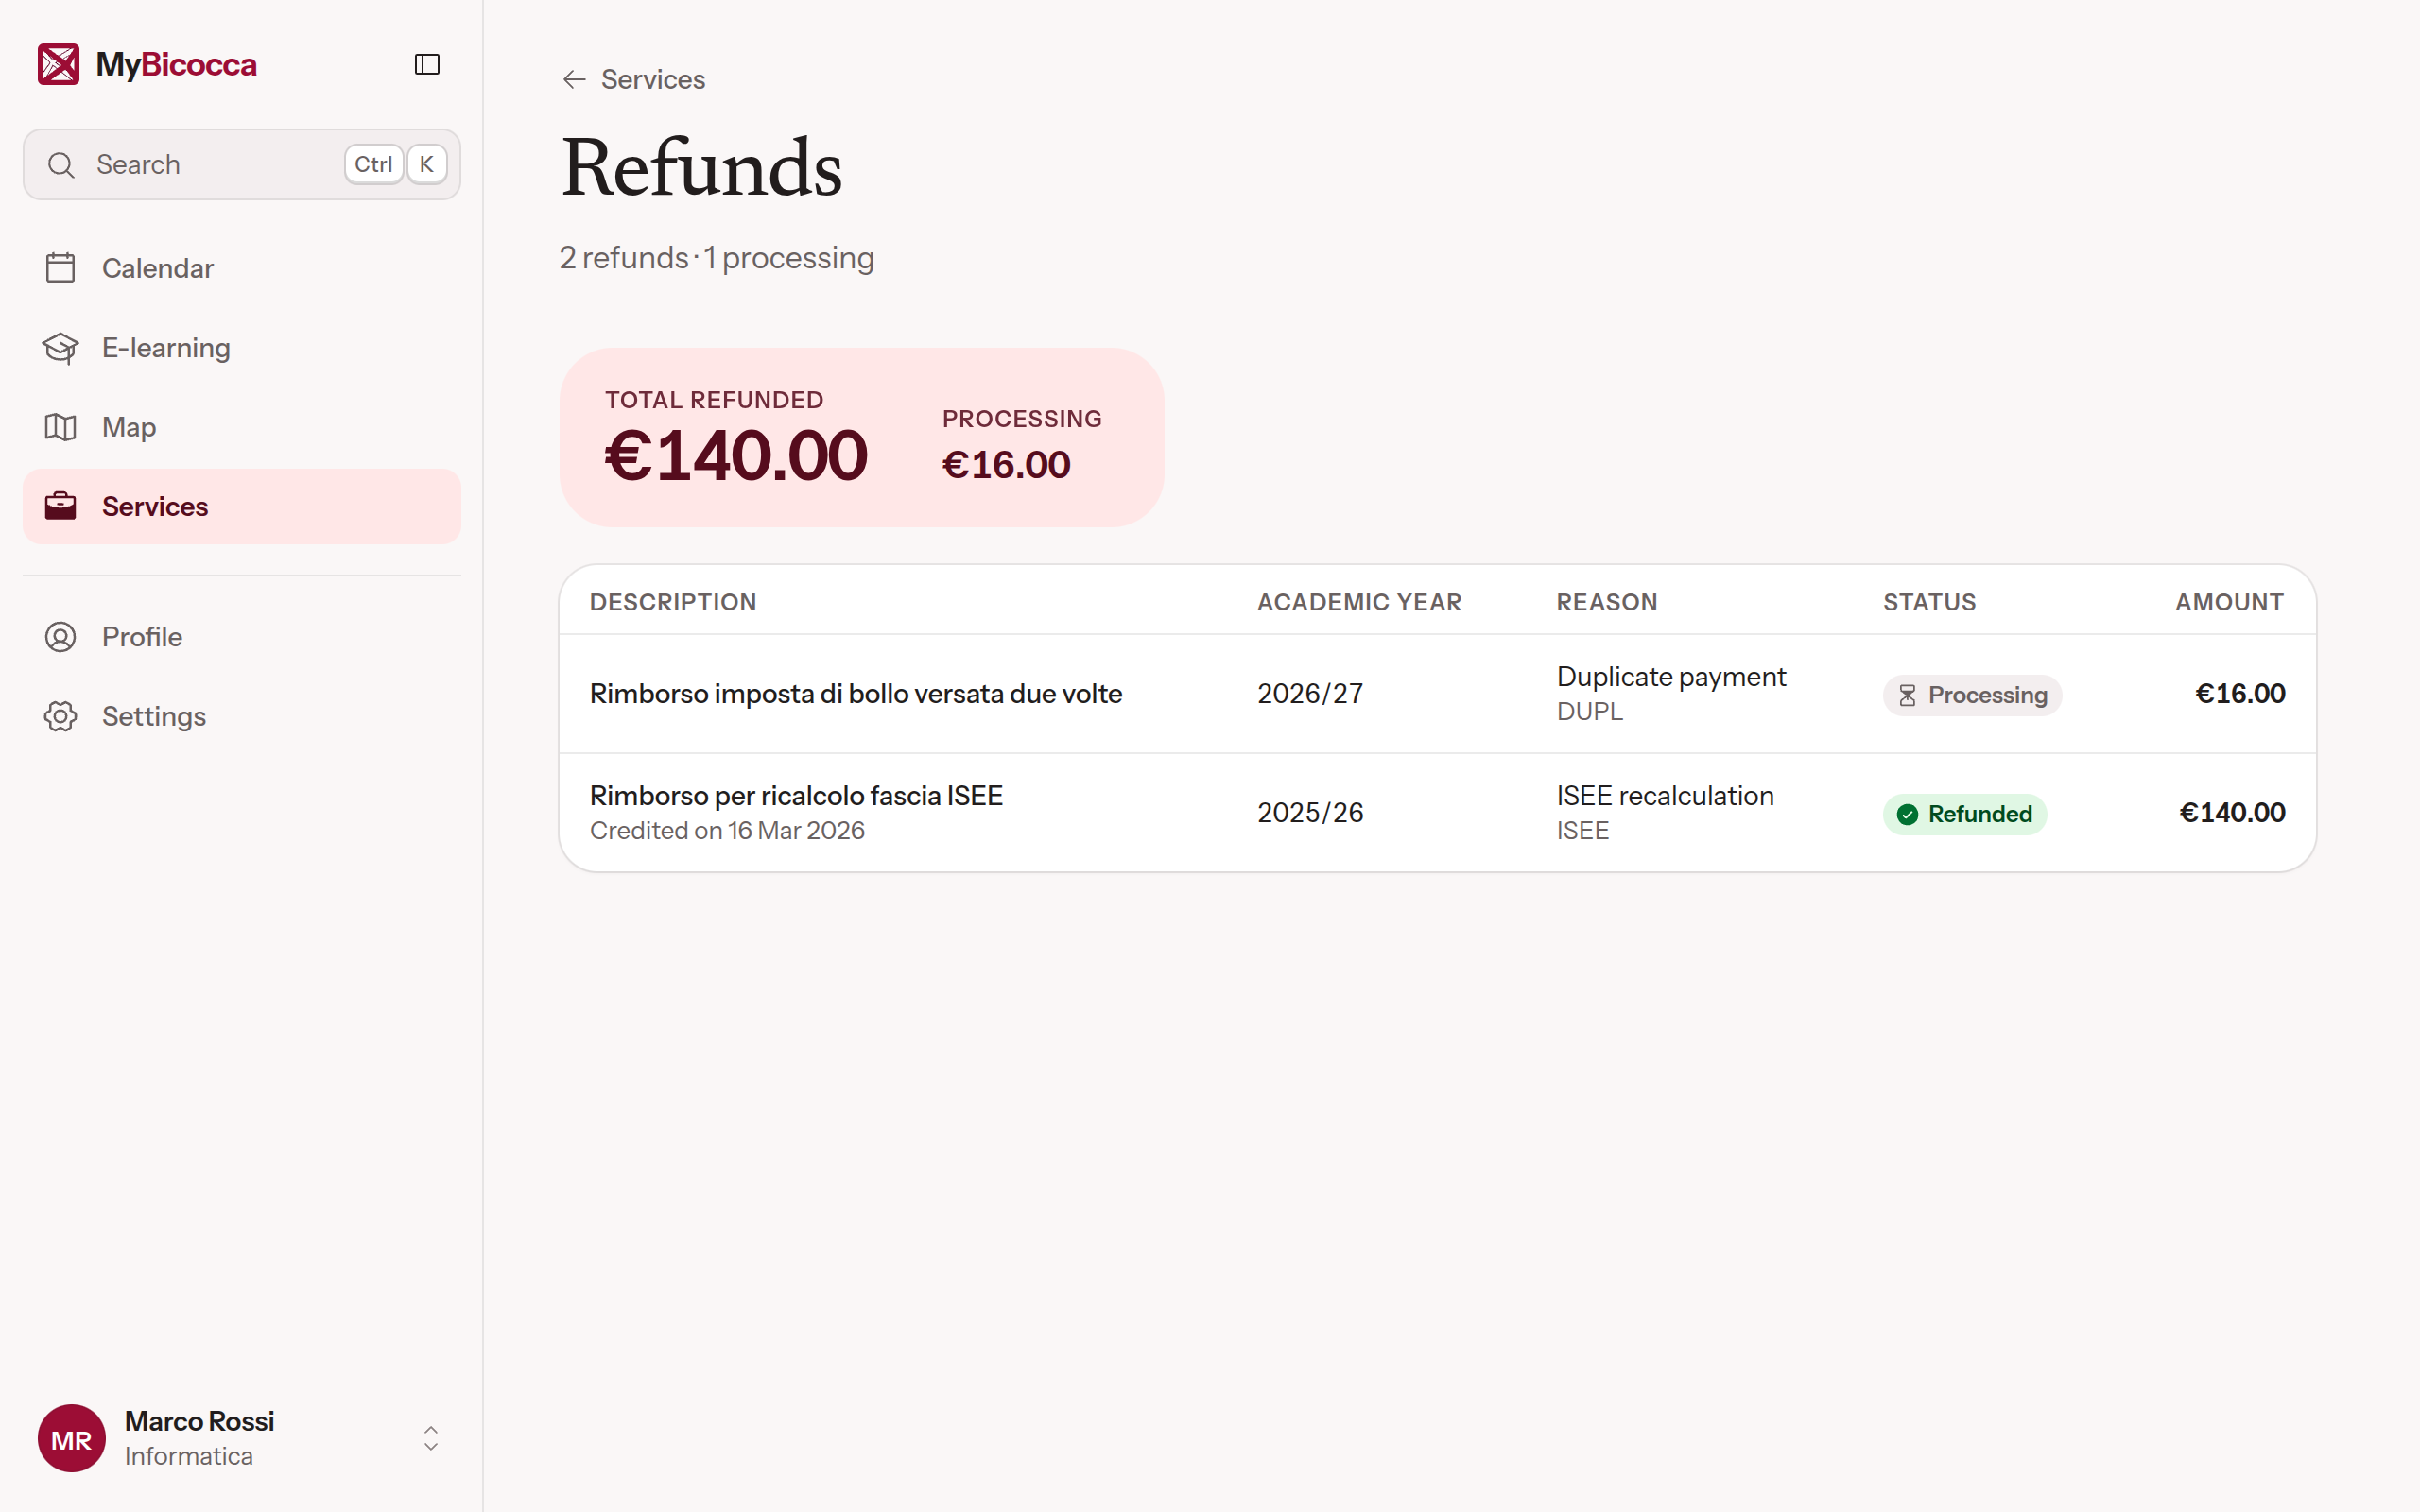 MyBicocca
Search Ctrl K
Calendar
E-learning
Map
Services
Profile
Settings
MR
Marco Rossi
Informatica
Services
Refunds
2 refunds · 1 processing
TOTAL REFUNDED
€140.00
PROCESSING
€16.00
DESCRIPTION ACADEMIC YEAR REASON STATUS AMOUNT
Rimborso imposta di bollo versata due volte 2026/27 Duplicate payment Processing €16.00
DUPL
Rimborso per ricalcolo fascia ISEE 2025/26 ISEE recalculation Refunded €140.00
Credited on 16 Mar 2026 ISEE